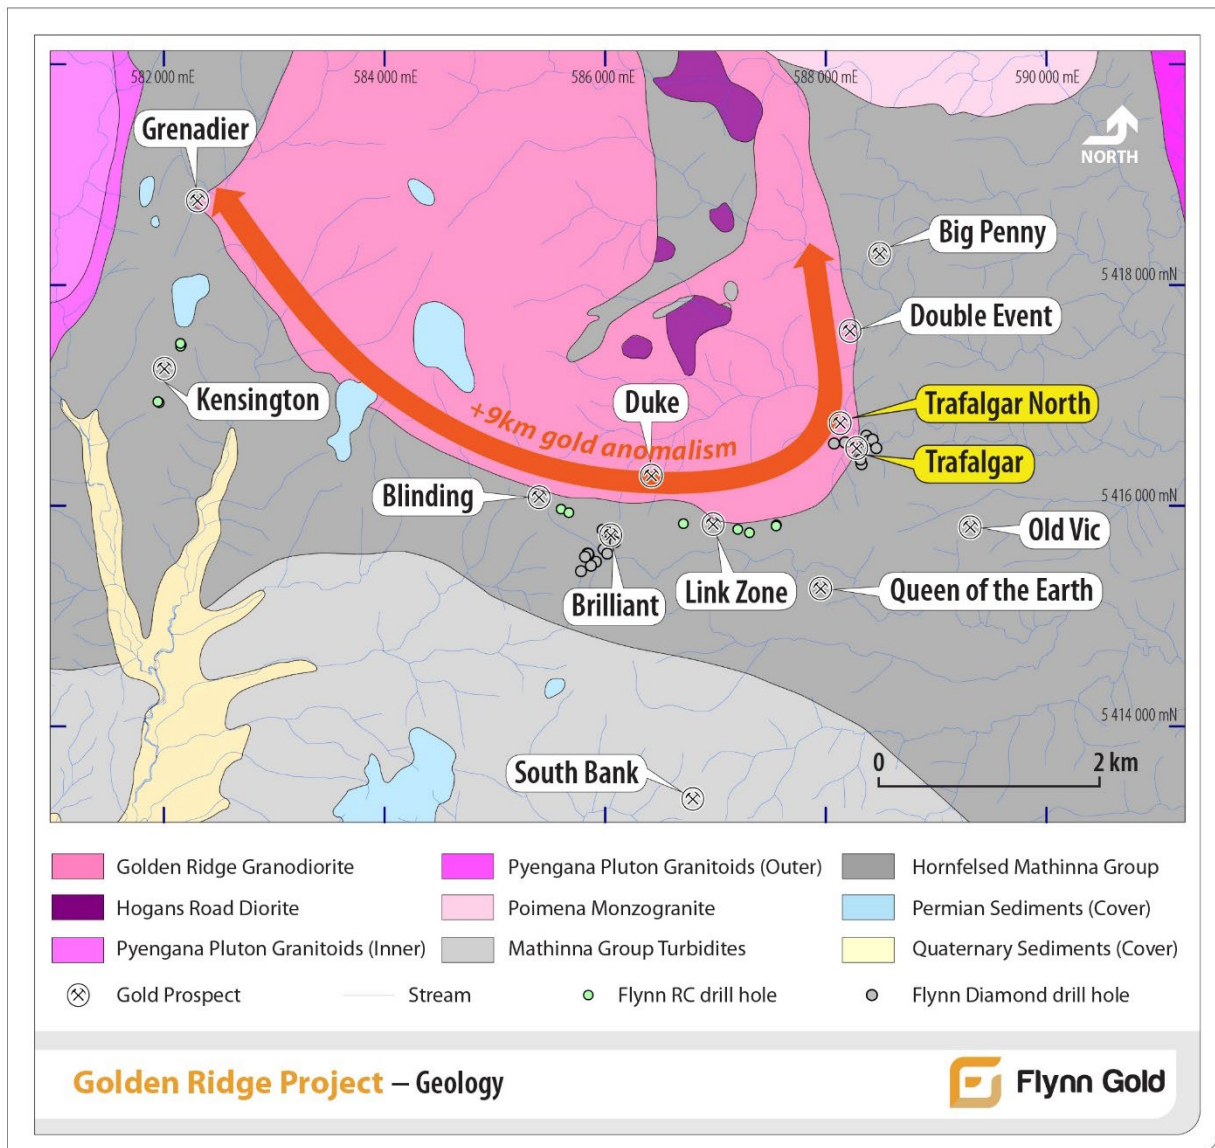 582 000 mE
584 000 mE
586 000 mE
588 000 mE
590 000 mE
Grenadier
NORTH
Big Penny
5 418 000 mN
Double Event
Kensington
Duke
Trafalgar North
+9km gold anomalism
Trafalgar
Blinding
5 416 000 mN
Old Vic
Brilliant
Link Zone
Queen of the Earth
5 414 000 mN
South Bank
0
2 km
Golden Ridge Granodiorite
Pyengana Pluton Granitoids (Outer)
Hornfelsed Mathinna Group
Hogans Road Diorite
Poimena Monzogranite
Permian Sediments (Cover)
Pyengana Pluton Granitoids (Inner)
Mathinna Group Turbidites
Quaternary Sediments (Cover)
Gold Prospect
Stream
Flynn RC drill hole
Flynn Diamond drill hole
Golden Ridge Project – Geology
Flynn Gold